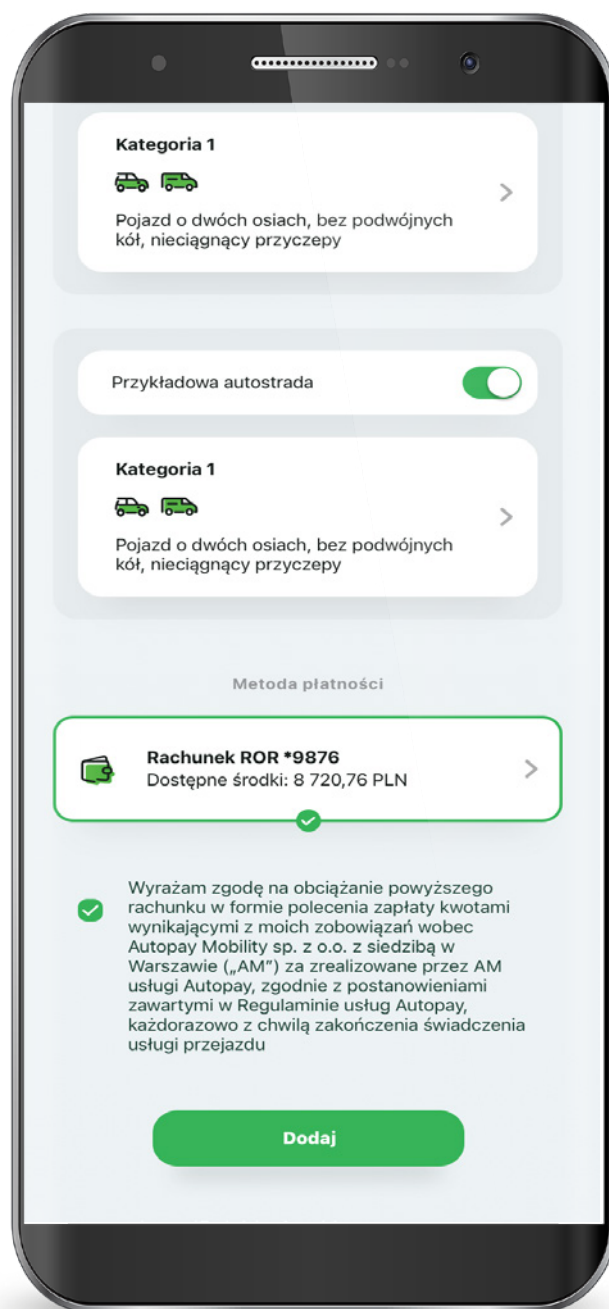 Kategoria 1
Pojazd o dwóch osiach, bez podwójnych
kół, nieciągnący przyczepy
Przykładowa autostrada
Kategoria 1
Pojazd o dwóch osiach, bez podwójnych
kół, nieciągnący przyczepy
Metoda płatności
Rachunek ROR *9876
Dostępne środki: 8 720,76 PLN
Wyrażam zgodę na obciążanie powyższego
rachunku w formie polecenia zapłaty kwotami
wynikającymi z moich zobowiązań wobec
Autopay Mobility sp. z o.o. z siedzibą w
Warszawie („AM”) za zrealizowane przez AM
usługi Autopay, zgodnie z postanowieniami
zawartymi w Regulaminie usług Autopay,
każdorazowo z chwilą zakończenia świadczenia
usługi przejazdu
Dodaj